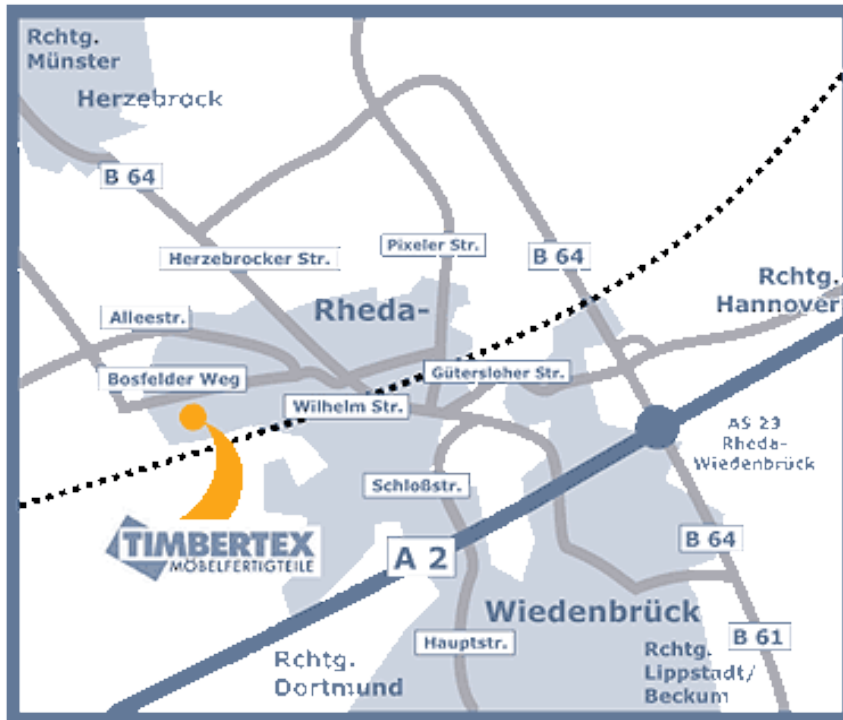 Rchtg.
Münster
Herzebrock
B 64
Herzebrocker Str.
Pixeler Str.
B 64
Rchtg.
Hannover
Alleestr.
Rheda-
Bosfelder Weg
Gütersloher Str.
Wilhelm Str.
AS 23
Rheda-
Wiedenbrück
Schloßstr.
TIMBERTEX
MÖBELFERTIGTEILE
A 2
B 64
Wiedenbrück
Hauptstr.
B 61
Rchtg.
Dortmund
Rchtg.
Lippstadt/
Beckum